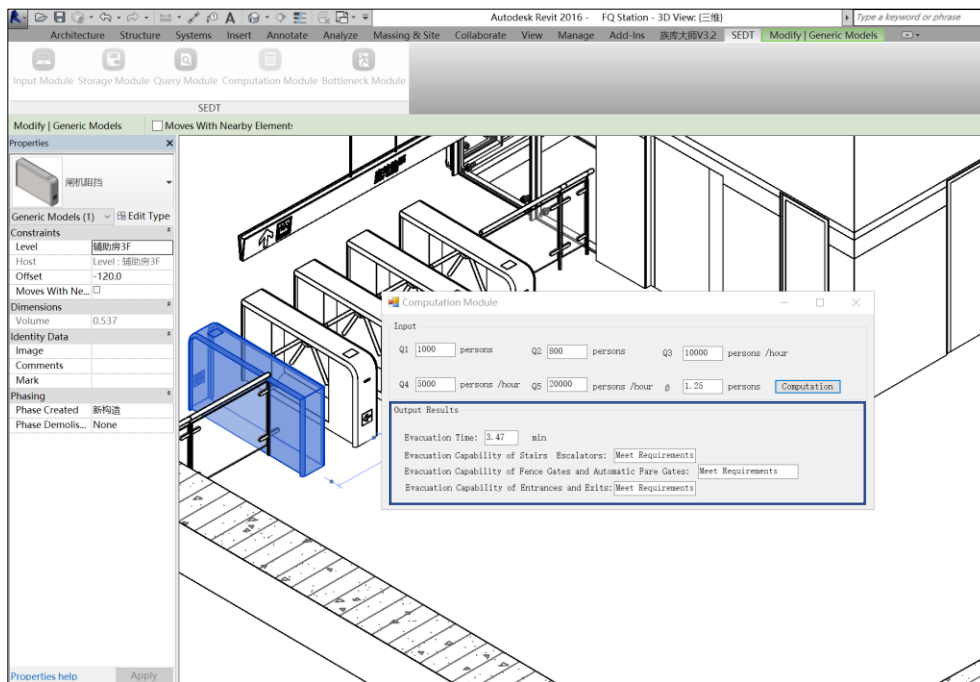 Autodesk Revit 2016 - FQ Station - 3D View: {三维}
Type a keyword or phrase
Architecture Structure Systems Insert Annotate Analyze Massing & Site Collaborate View Manage Add-Ins 族库大师V3.2 SEDT Modify | Generic Models
Input Module Storage Module Query Module Computation Module Bottleneck Module
SEDT
Modify | Generic Models Moves With Nearby Elements
Properties
闸机阻挡
Generic Models (1) Edit Type
Constraints
Level 辅助房3F
Host Level : 辅助房3F
Offset -120.0
Moves With Ne...
Dimensions
Volume 0.537
Identity Data
Image
Comments
Mark
Phasing
Phase Created 新构造
Phase Demolis... None
Properties help Apply
Computation Module
Input
Q1 1000 persons Q2 800 persons Q3 10000 persons /hour
Q4 5000 persons /hour Q5 20000 persons /hour β 1.25 persons Computation
Output Results
Evacuation Time: 3.47 min
Evacuation Capability of Stairs Escalators: Meet Requirements
Evacuation Capability of Fence Gates and Automatic Fare Gates: Meet Requirements
Evacuation Capability of Entrances and Exits: Meet Requirements